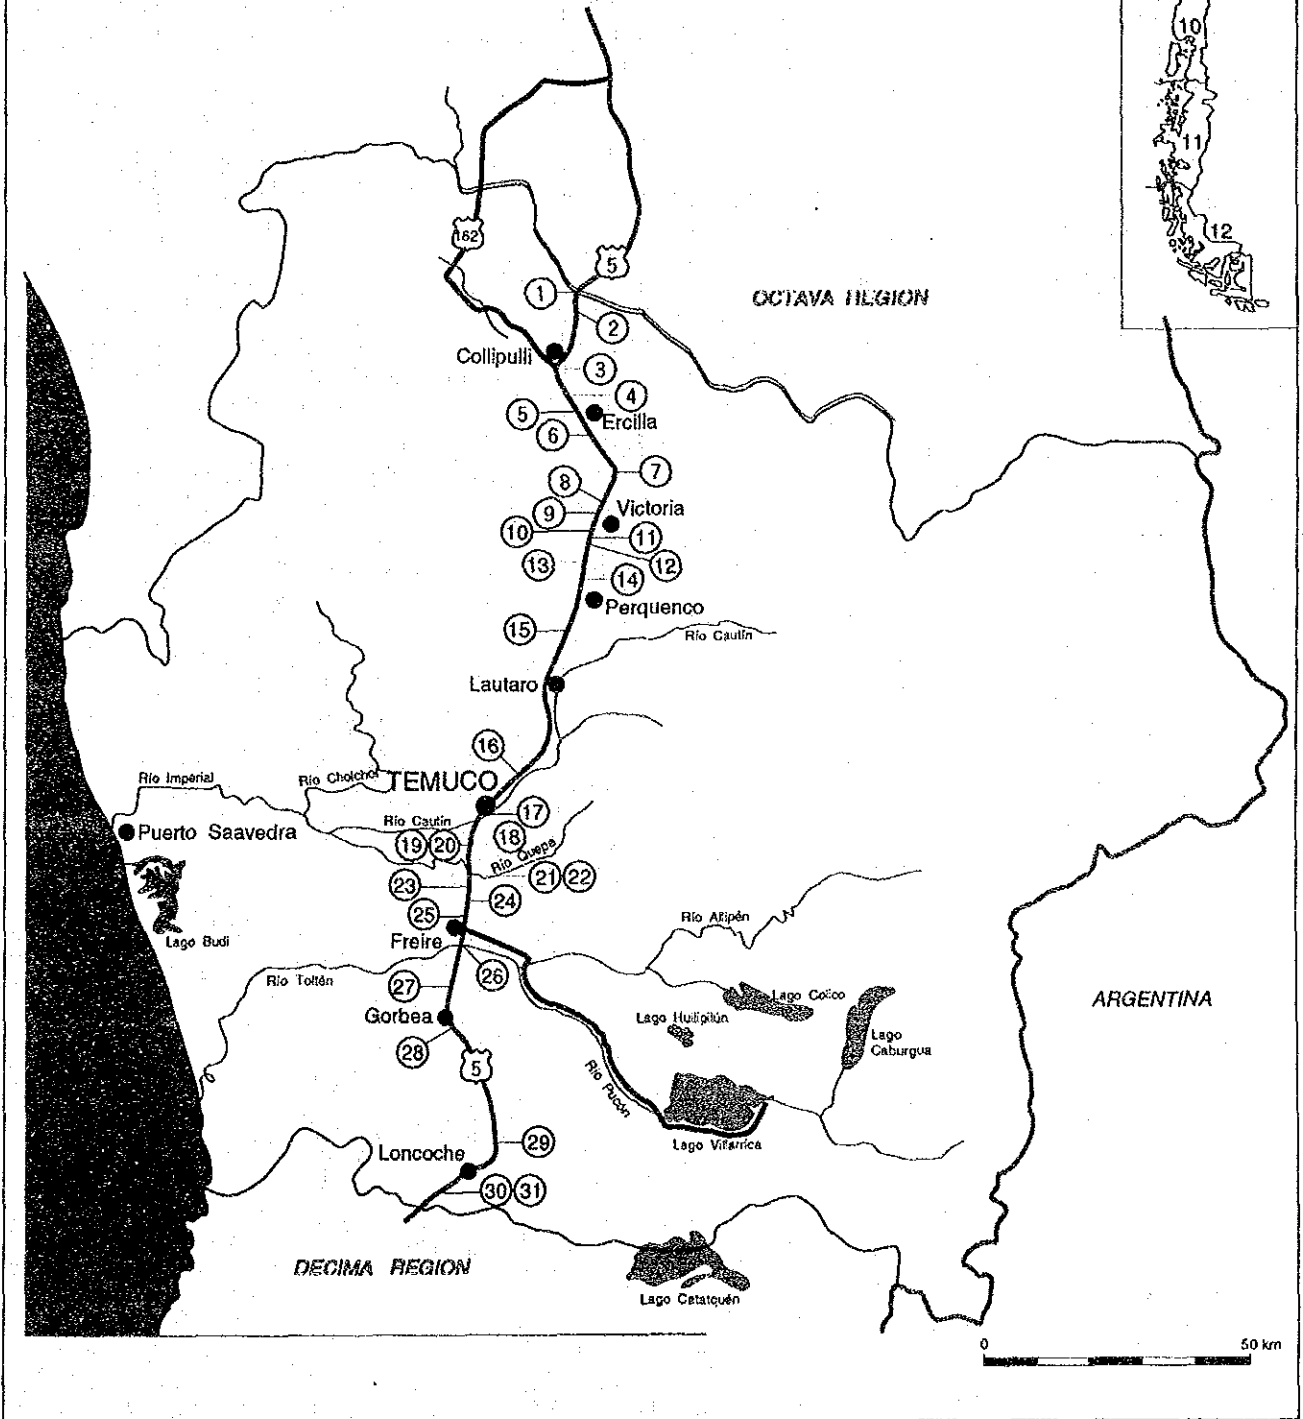 10
11
12
182
5
OCTAVA REGION
1
2
Collipulli
3
4
5
Ercilla
6
7
8
Victoria
9
10
11
12
13
14
Perquenco
15
Río Cautín
Lautaro
16
Río Imperial
Río Cholchol
TEMUCO
17
Río Cautín
Puerto Saavedra
18
19 20
Río Quepe
21 22
23
24
25
Lago Budi
Freire
Río Allipén
26
Río Toltén
27
Lago Colico
ARGENTINA
Gorbea
Lago Huilipilún
28
Lago
Caburgua
5
Río Pucón
Loncoche
29
Lago Villarrica
30 31
DECIMA REGION
Lago Calafquén
0
50 km